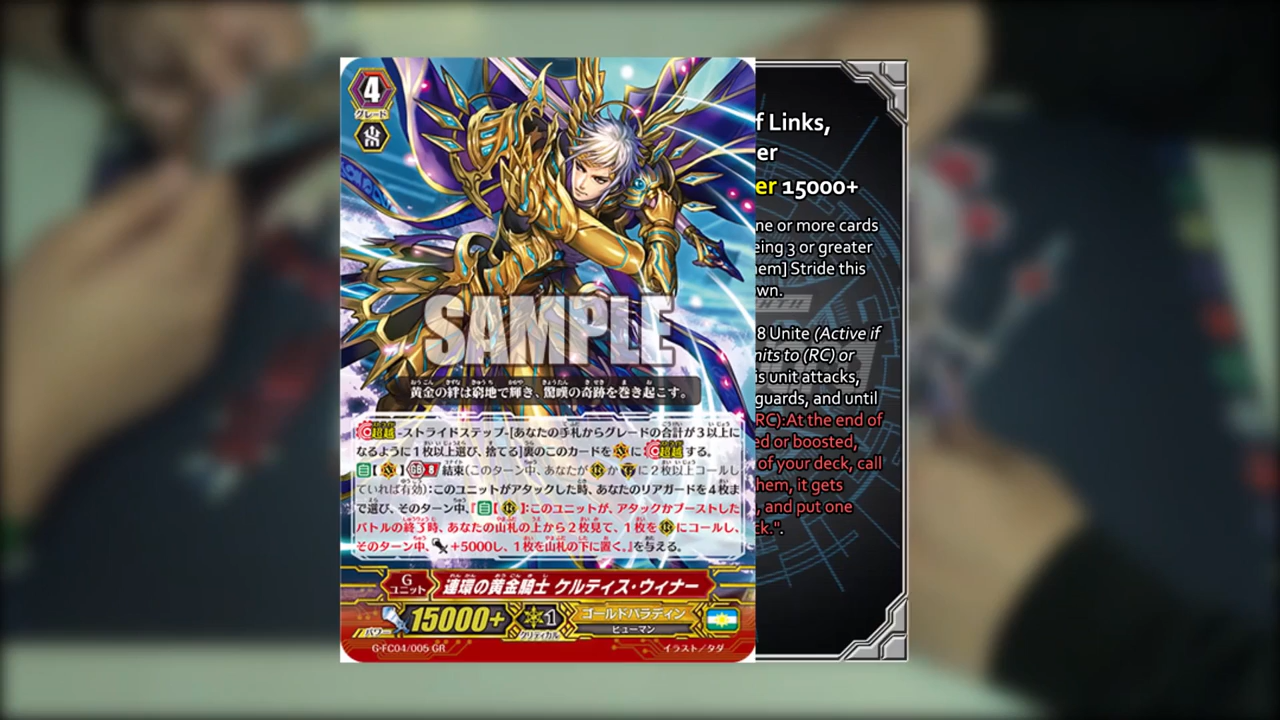 4
グレード
SAMPLE
黄金の絆は窮地で輝き、驚嘆の奇跡を巻き起こす。
超越-ストライドステップ-[あなたの手札からグレードの合計が3以上に
なるように1枚以上選び、捨てる]裏のこのカードを に 超越する。
【 】 GB 8 結束(このターン中、あなたが か に2枚以上コールし
ていれば有効):このユニットがアタックした時、あなたのリアガードを4枚ま
で選び、そのターン中、『 【 】:このユニットが、アタックかブーストした
バトルの終了時、あなたの山札の上から2枚見て、1枚を にコールし、
そのターン中、 +5000し、1枚を山札の下に置く。』を与える。
G
ユニット
連環の黄金騎士 ケルティス・ウィナー
パワー 15000+ 1 クリティカル ゴールドパラディン
ヒューマン
G-FC04/005 GR イラスト/タダ
f Links,
er
er 15000+
ne or more cards
eing 3 or greater
em] Stride this
wn.
8 Unite (Active if
nits to (RC) or
is unit attacks,
guards, and until
RC):At the end of
ed or boosted,
of your deck, call
hem, it gets
, and put one
ck.".